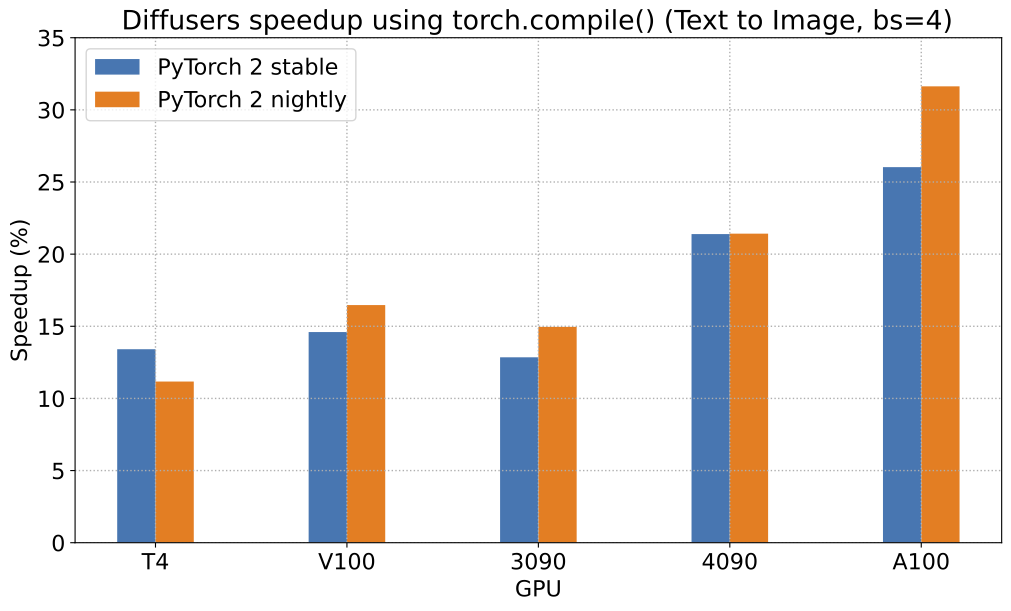 Diffusers speedup using torch.compile() (Text to Image, bs=4)
PyTorch 2 stable
PyTorch 2 nightly
35
30
25
20
15
10
5
0
Speedup (%)
T4 V100 3090 4090 A100
GPU